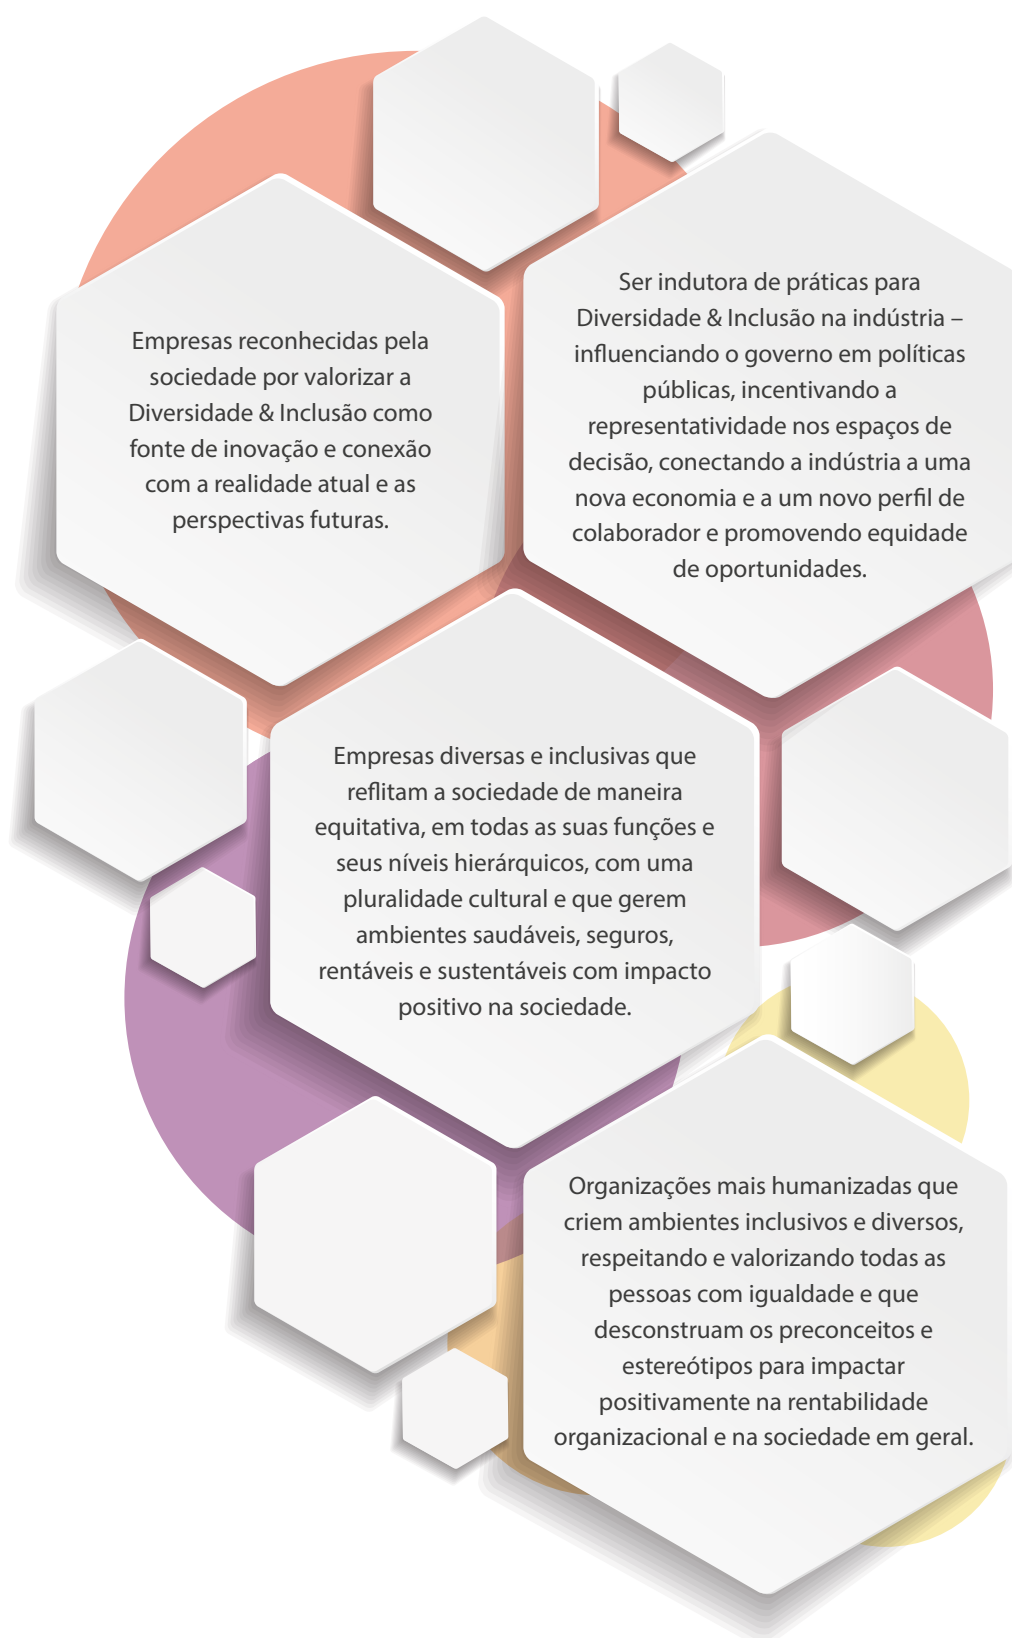 Empresas reconhecidas pela
sociedade por valorizar a
Diversidade & Inclusão como
fonte de inovação e conexão
com a realidade atual e as
perspectivas futuras.
Ser indutora de práticas para
Diversidade & Inclusão na indústria –
influenciando o governo em políticas
públicas, incentivando a
representatividade nos espaços de
decisão, conectando a indústria a uma
nova economia e a um novo perfil de
colaborador e promovendo equidade
de oportunidades.
Empresas diversas e inclusivas que
reflitam a sociedade de maneira
equitativa, em todas as suas funções e
seus níveis hierárquicos, com uma
pluralidade cultural e que gerem
ambientes saudáveis, seguros,
rentáveis e sustentáveis com impacto
positivo na sociedade.
Organizações mais humanizadas que
criem ambientes inclusivos e diversos,
respeitando e valorizando todas as
pessoas com igualdade e que
desconstruam os preconceitos e
estereótipos para impactar
positivamente na rentabilidade
organizacional e na sociedade em geral.